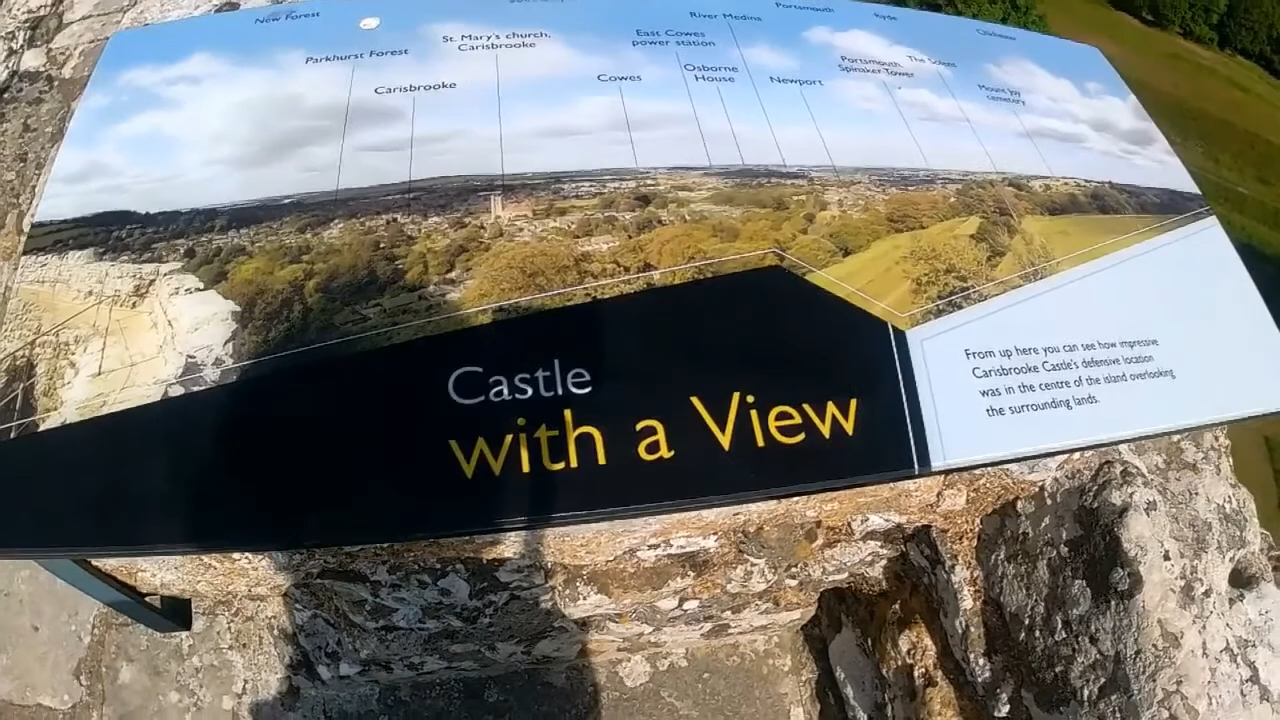 New Forest
Parkhurst Forest
Carisbrooke
St. Mary's church,
Carisbrooke
Cowes
East Cowes
power station
Osborne
House
River Medina
Newport
Portsmouth
Portsmouth
Spinaker Tower
Ryde
The Solent
Mount Joy
cemetery
Castle
with a View
From up here you can see how impressive
Carisbrooke Castle's defensive location
was in the centre of the island overlooking
the surrounding lands.